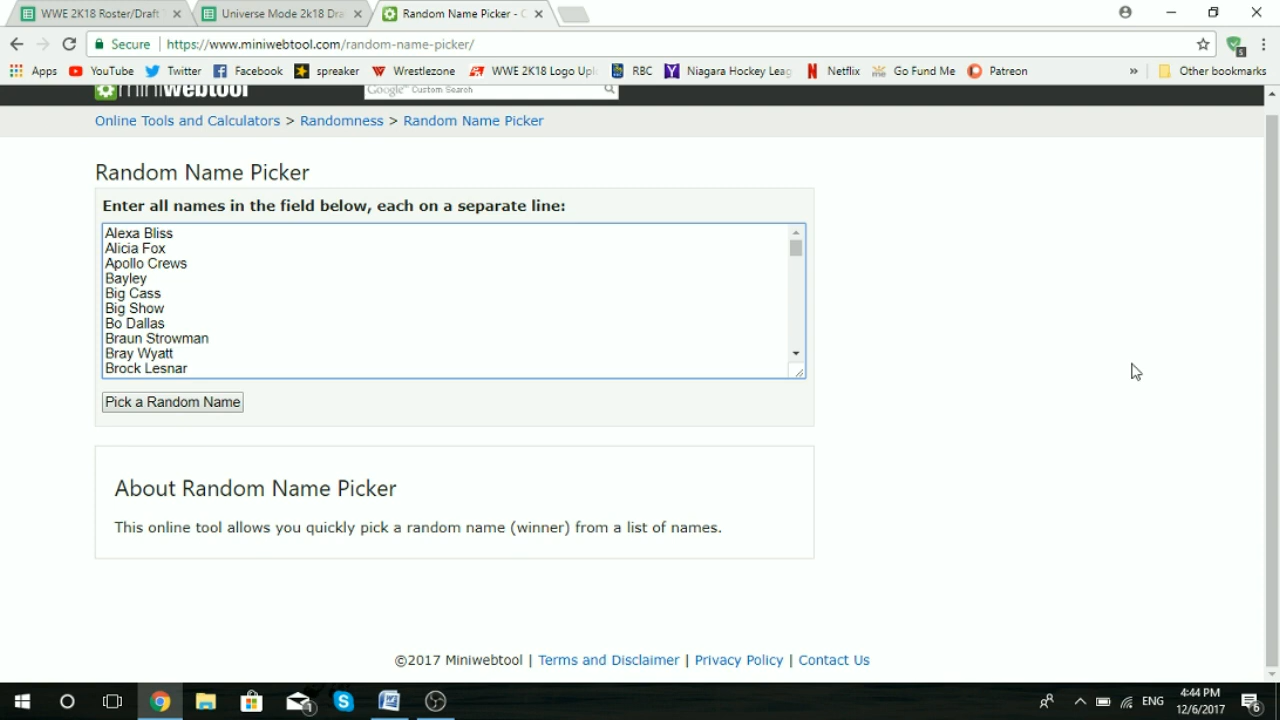 WWE 2K18 Roster/Draft
Universe Mode 2k18 Dra
Random Name Picker - C
Secure
https://www.miniwebtool.com/random-name-picker/
5
Apps YouTube Twitter Facebook spreaker Wrestlezone WWE 2K18 Logo Upl RBC Niagara Hockey Leag Netflix Go Fund Me Patreon » Other bookmarks
miniwebtool
Google Custom Search
Online Tools and Calculators > Randomness > Random Name Picker
Random Name Picker
Enter all names in the field below, each on a separate line:
Alexa Bliss
Alicia Fox
Apollo Crews
Bayley
Big Cass
Big Show
Bo Dallas
Braun Strowman
Bray Wyatt
Brock Lesnar
Pick a Random Name
About Random Name Picker
This online tool allows you quickly pick a random name (winner) from a list of names.
©2017 Miniwebtool | Terms and Disclaimer | Privacy Policy | Contact Us
ENG
4:44 PM
12/6/2017
6